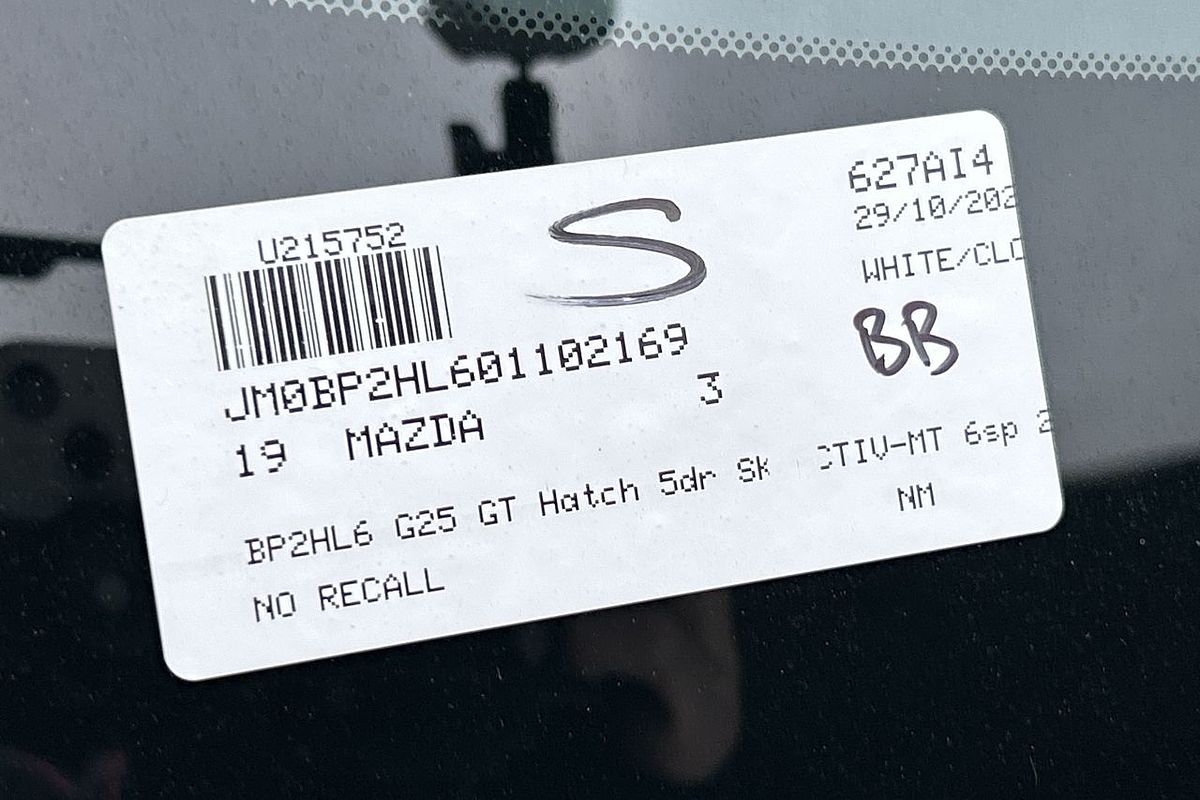 U215752
S
627AI4
29/10/202
WHITE/CLO
BB
JM0BP2HL601102169
19 MAZDA 3
BP2HL6 G25 GT Hatch 5dr Sk CTIV-MT 6sp 2
NM
NO RECALL